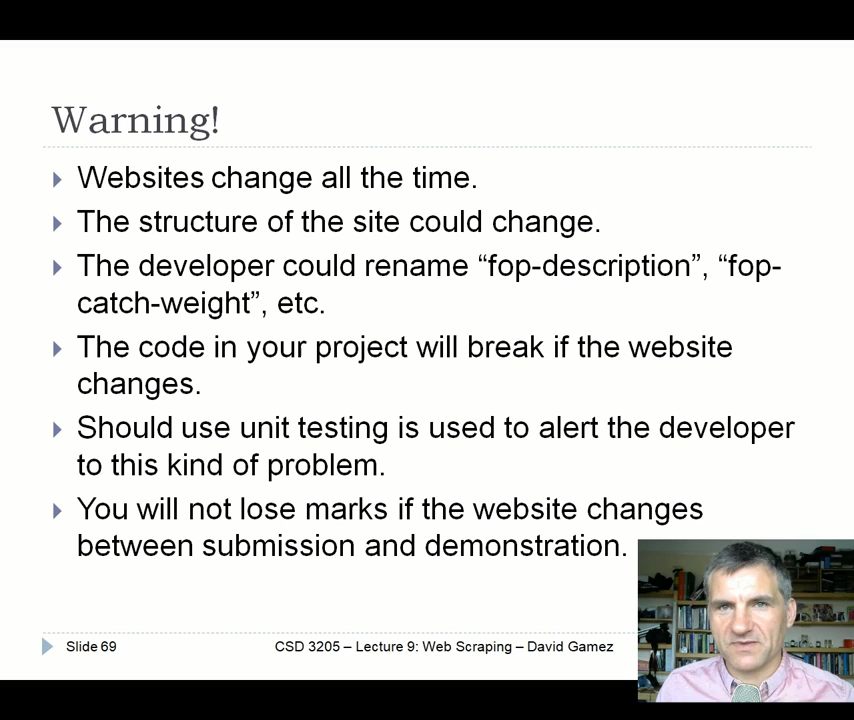 Warning!
Websites change all the time.
The structure of the site could change.
The developer could rename “fop-description”, “fop-
catch-weight”, etc.
The code in your project will break if the website
changes.
Should use unit testing is used to alert the developer
to this kind of problem.
You will not lose marks if the website changes
between submission and demonstration.
Slide 69
CSD 3205 – Lecture 9: Web Scraping – David Gamez